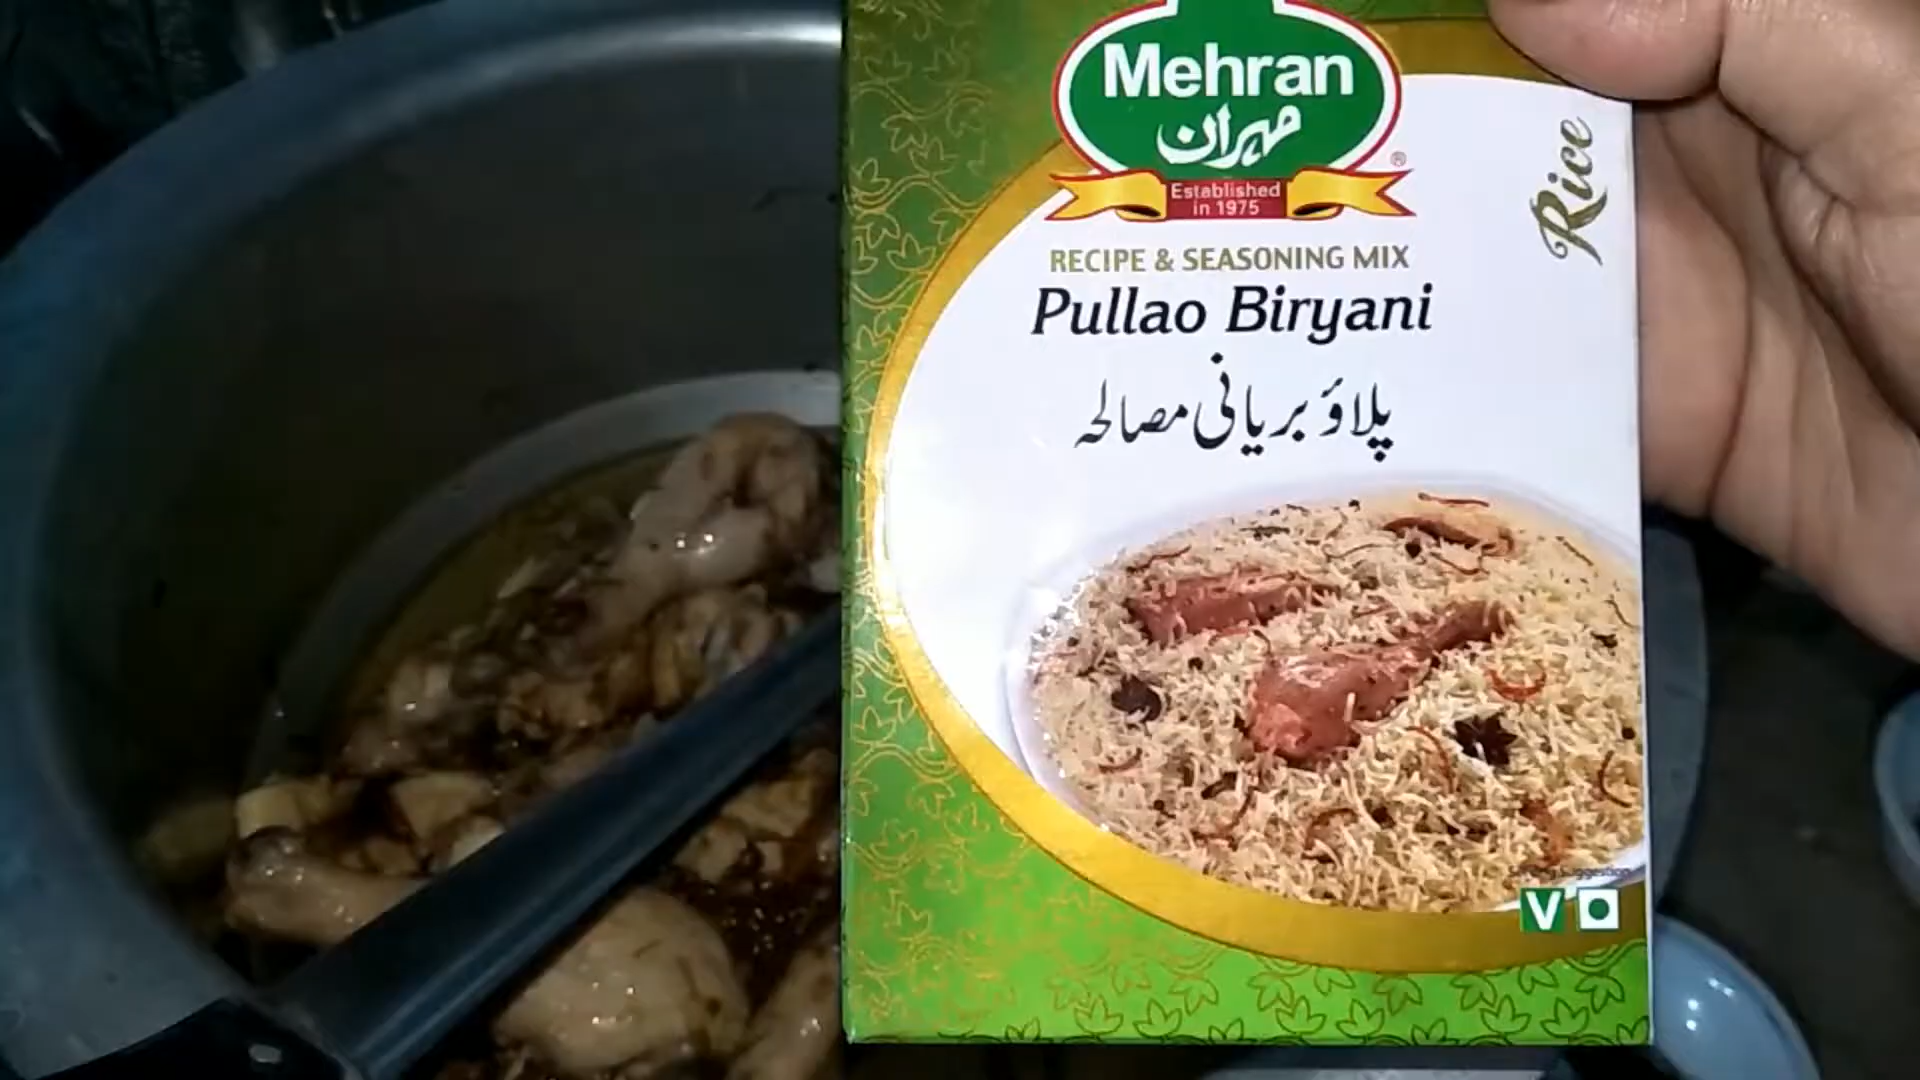 Mehran
مہران
®
Established
in 1975
Rice
RECIPE & SEASONING MIX
Pullao Biryani
پلاؤ بریانی مصالحہ
V